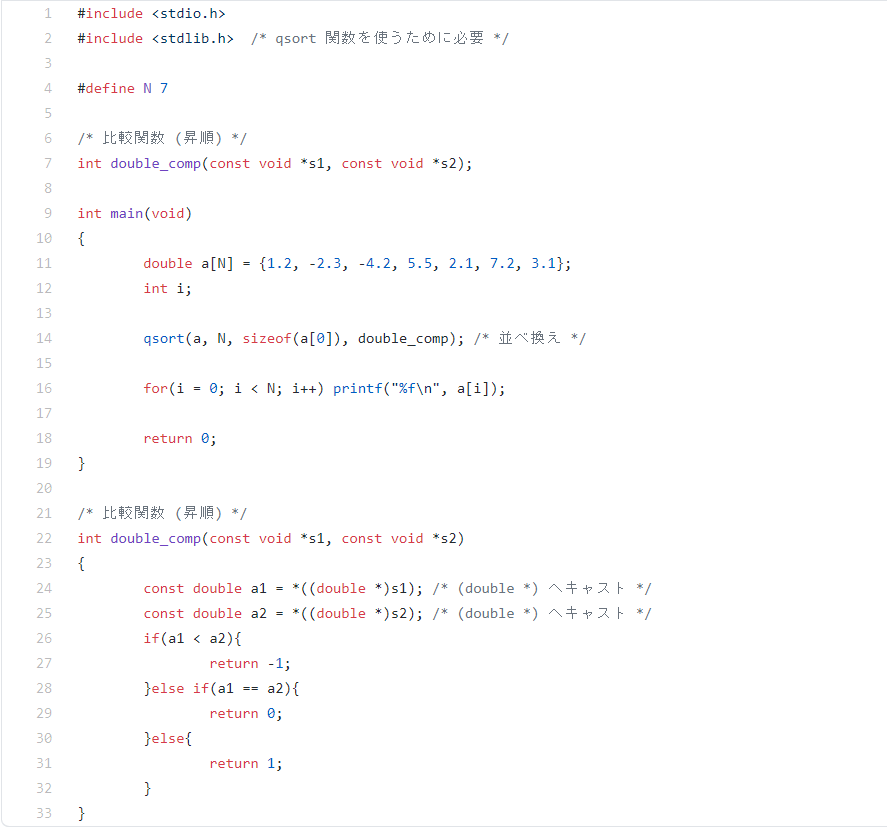 1 #include <stdio.h>
2 #include <stdlib.h>  /* qsort 関数を使うために必要 */
3
4 #define N 7
5
6 /* 比較関数 (昇順) */
7 int double_comp(const void *s1, const void *s2);
8
9 int main(void)
10 {
11         double a[N] = {1.2, -2.3, -4.2, 5.5, 2.1, 7.2, 3.1};
12         int i;
13
14         qsort(a, N, sizeof(a[0]), double_comp); /* 並べ換え */
15
16         for(i = 0; i < N; i++) printf("%f\n", a[i]);
17
18         return 0;
19 }
20
21 /* 比較関数 (昇順) */
22 int double_comp(const void *s1, const void *s2)
23 {
24         const double a1 = *((double *)s1); /* (double *) へキャスト */
25         const double a2 = *((double *)s2); /* (double *) へキャスト */
26         if(a1 < a2){
27                 return -1;
28         }else if(a1 == a2){
29                 return 0;
30         }else{
31                 return 1;
32         }
33 }